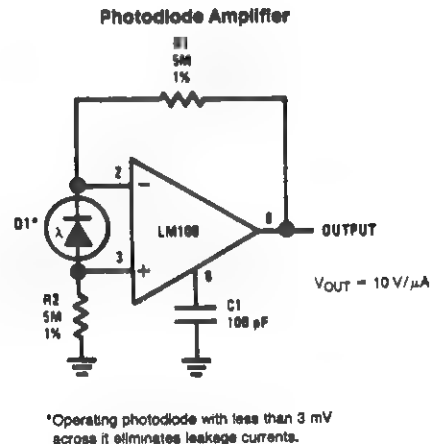 Photodiode Amplifier
R1
5M
1%
2
D1*
λ
LM108
6
OUTPUT
3
8
R2
5M
1%
C1
100 pF
VOUT = 10 V/μA
*Operating photodiode with less than 3 mV
across it eliminates leakage currents.